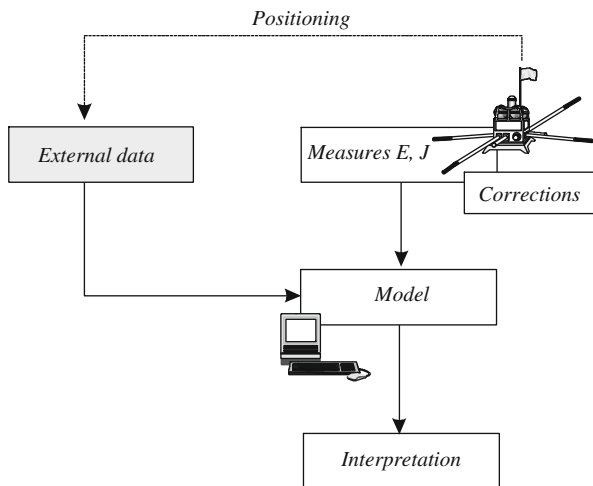 Positioning
External data
Measures E, J
Corrections
Model
Interpretation